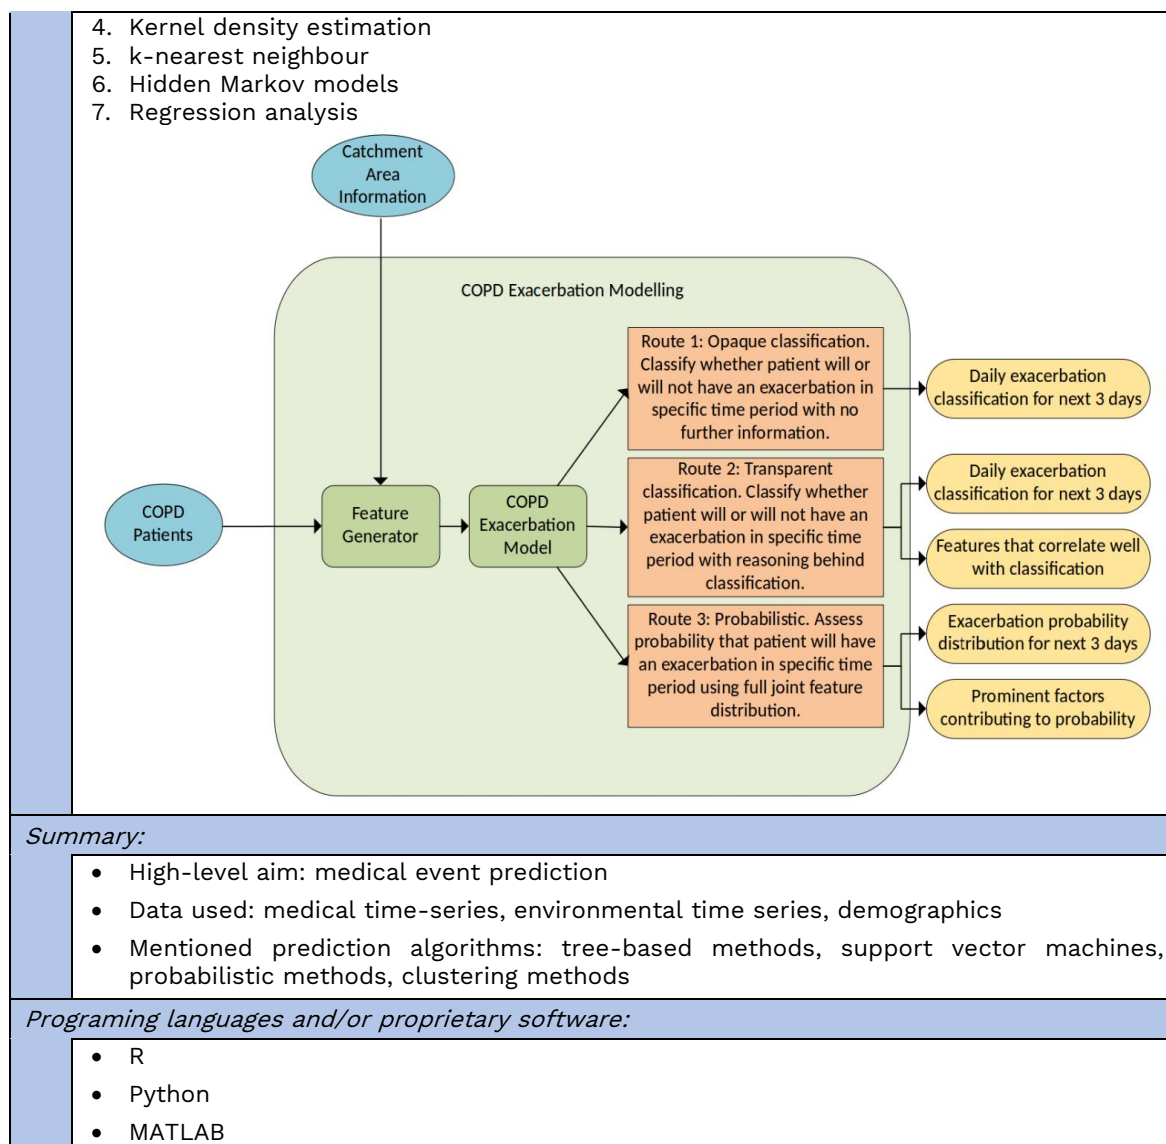 4. Kernel density estimation
5. k-nearest neighbour
6. Hidden Markov models
7. Regression analysis
Catchment
Area
Information
COPD Exacerbation Modelling
COPD
Patients
Feature
Generator
COPD
Exacerbation
Model
Route 1: Opaque classification.
Classify whether patient will or
will not have an exacerbation in
specific time period with no
further information.
Route 2: Transparent
classification. Classify whether
patient will or will not have an
exacerbation in specific time
period with reasoning behind
classification.
Route 3: Probabilistic. Assess
probability that patient will have
an exacerbation in specific time
period using full joint feature
distribution.
Daily exacerbation
classification for next 3 days
Daily exacerbation
classification for next 3 days
Features that correlate well
with classification
Exacerbation probability
distribution for next 3 days
Prominent factors
contributing to probability
Summary:
• High-level aim: medical event prediction
• Data used: medical time-series, environmental time series, demographics
• Mentioned prediction algorithms: tree-based methods, support vector machines,
probabilistic methods, clustering methods
Programing languages and/or proprietary software:
• R
• Python
• MATLAB